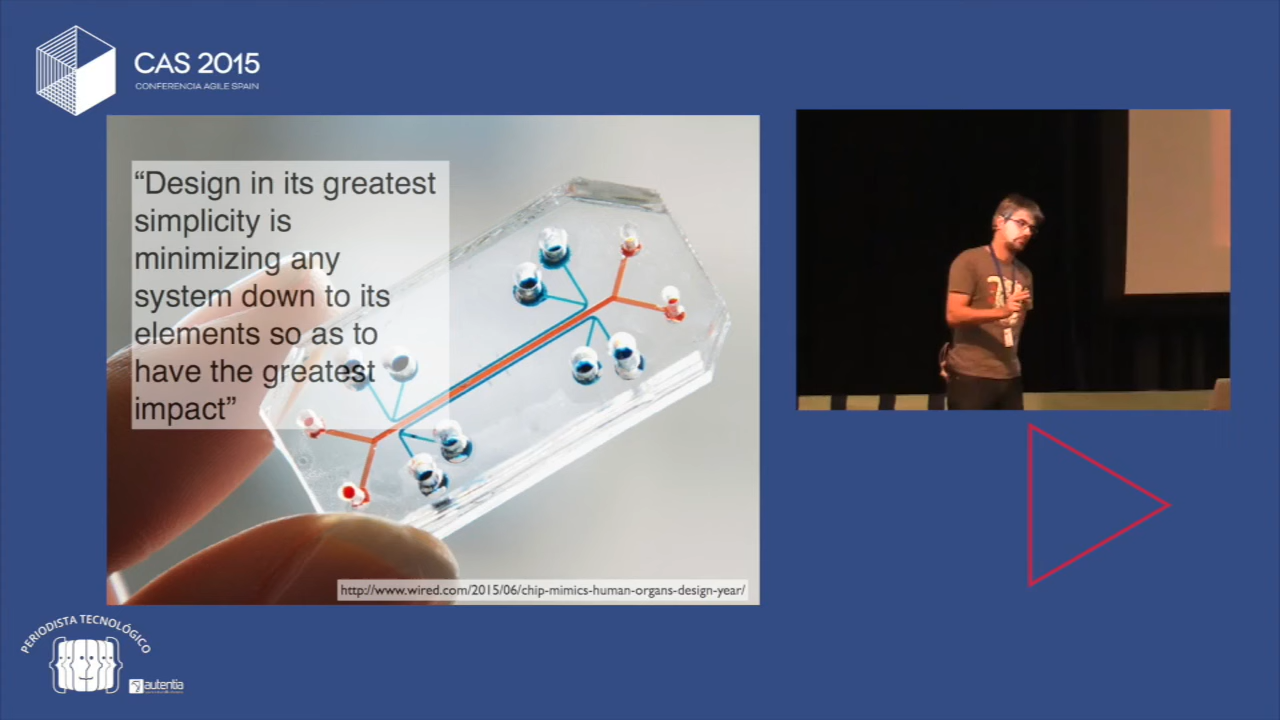 CAS 2015
CONFERENCIA AGILE SPAIN
“Design in its greatest
simplicity is
minimizing any
system down to its
elements so as to
have the greatest
impact”
http://www.wired.com/2015/06/chip-mimics-human-organs-design-year/
PERIODISTA TECNOLÓGICO
autentia